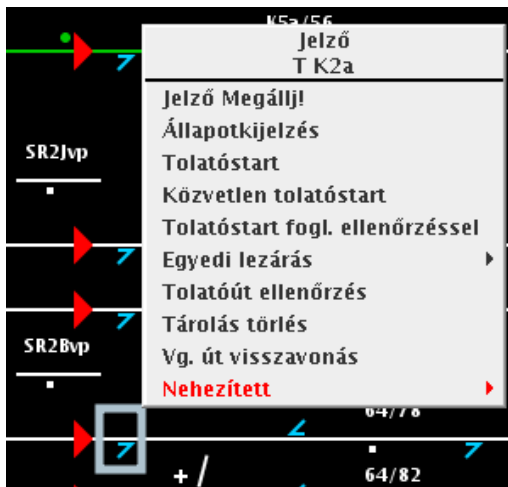 K5a/56
Jelző
T K2a
Jelző Megállj!
Állapotkijelzés
SR2Jvp
Tolatóstart
Közvetlen tolatóstart
Tolatóstart fogl. ellenőrzéssel
Egyedi lezárás
Tolatóút ellenőrzés
Tárolás törlés
SR2Bvp
Vg. út visszavonás
Nehezített
64/78
64/82